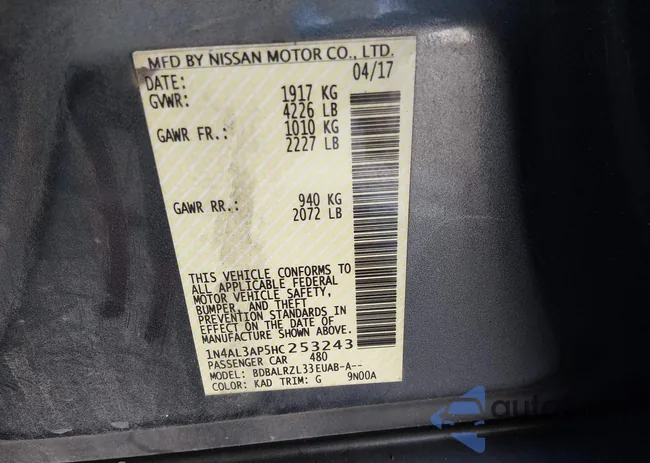 MFD BY NISSAN MOTOR CO., LTD.
DATE: 04/17
GVWR: 1917 KG
4226 LB
GAWR FR.: 1010 KG
2227 LB
GAWR RR.: 940 KG
2072 LB
THIS VEHICLE CONFORMS TO
ALL APPLICABLE FEDERAL
MOTOR VEHICLE SAFETY,
BUMPER, AND THEFT
PREVENTION STANDARDS
IN EFFECT ON THE DATE OF
MANUFACTURE SHOWN ABOVE.
1N4AL3AP5HC253243
PASSENGER CAR 480
MODEL: BDBALRZL33EUAB-A--
COLOR: KAD TRIM: G 9N00A